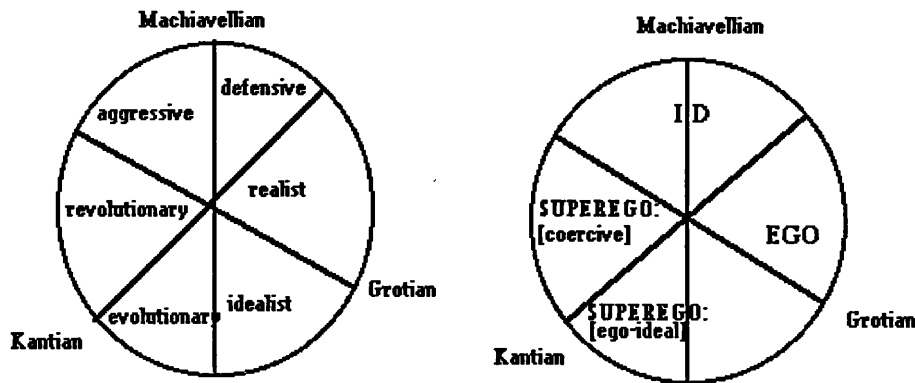 Machiavellian
defensive
aggressive
realist
revolutionary
idealist
evolutionary
Grotian
Kantian
Machiavellian
ID
SUPEREGO:
[coercive]
EGO
SUPEREGO:
[ego-ideal]
Grotian
Kantian